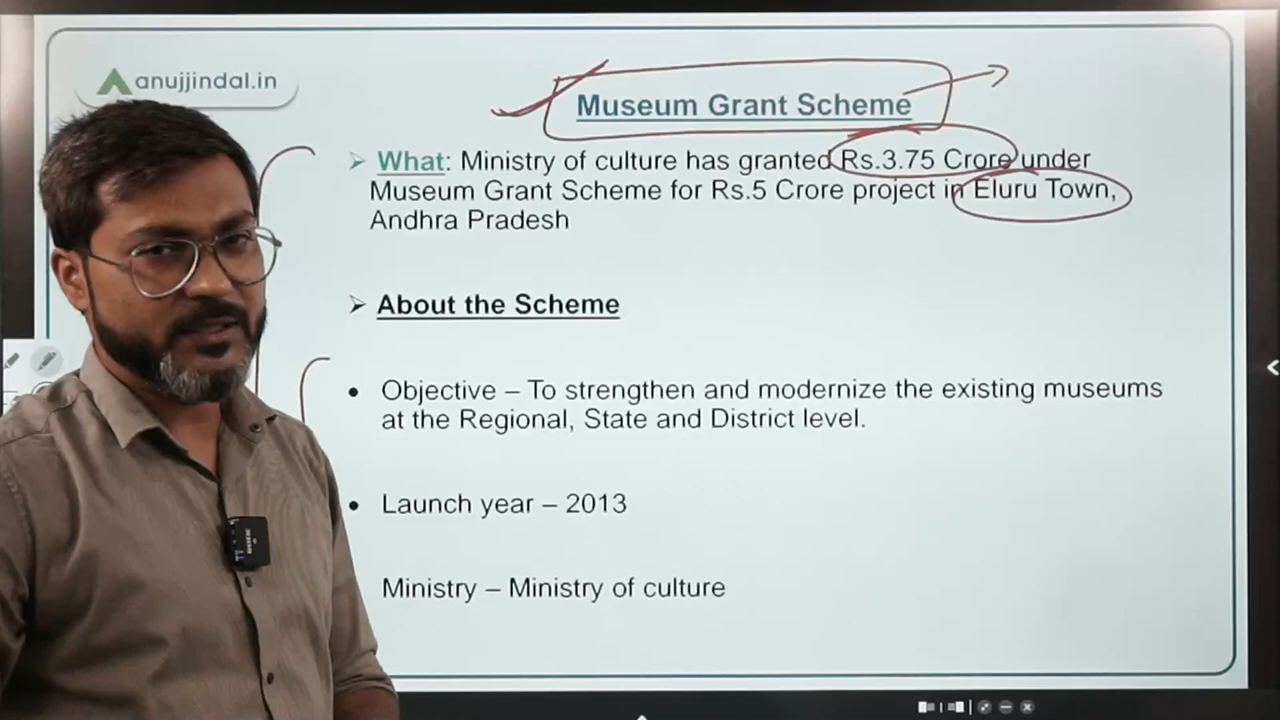 anujjindal.in
Museum Grant Scheme
What: Ministry of culture has granted Rs.3.75 Crore under
Museum Grant Scheme for Rs.5 Crore project in Eluru Town,
Andhra Pradesh
About the Scheme
Objective – To strengthen and modernize the existing museums
at the Regional, State and District level.
Launch year – 2013
Ministry – Ministry of culture